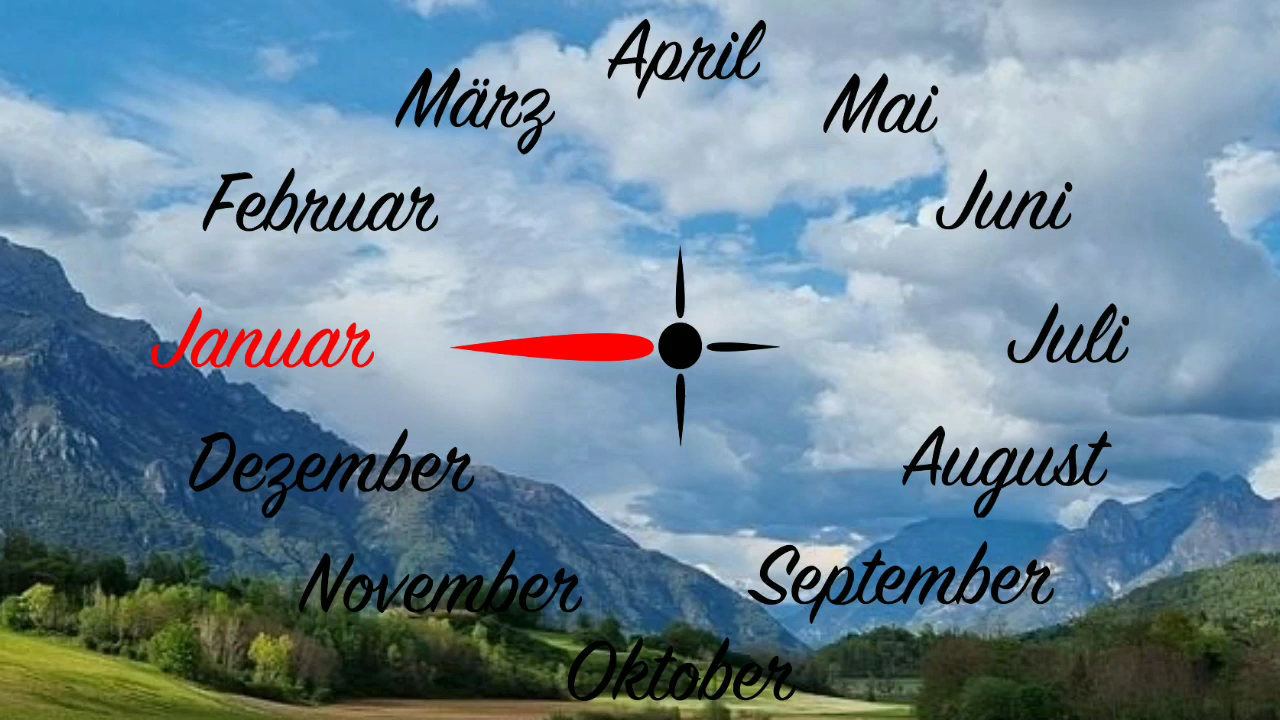 April
März
Mai
Februar
Juni
Januar
Juli
Dezember
August
November
September
Oktober